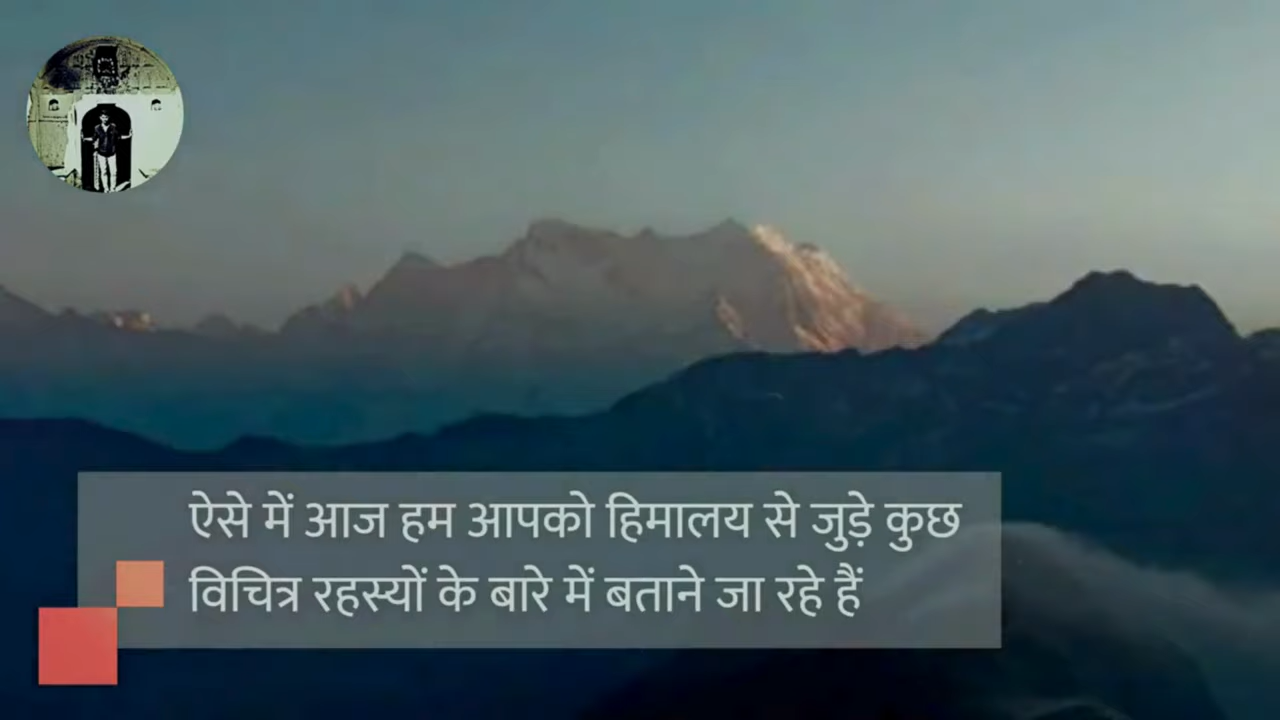 ऐसे में आज हम आपको हिमालय से जुड़े कुछ
विचित्र रहस्यों के बारे में बताने जा रहे हैं